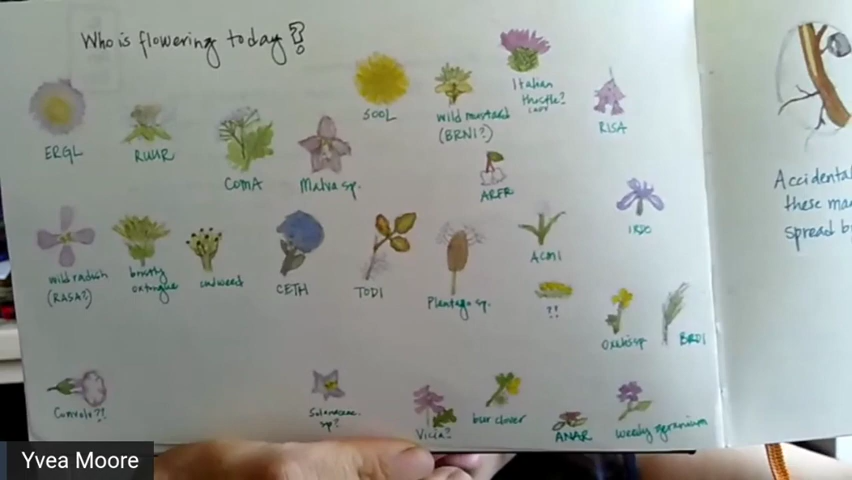 Who is flowering today?
ERGL
RUUR
COMA
Malva sp.
SOOL
wild mustard
(BRNI?)
Italian
thistle?
RISA
ARFR
wild radish
(RASA?)
bristly
oxtongue
cudweed
CETH
TODI
Plantago sp.
ACMI
IRDO
??
Oxalis sp
BRDI
Convolv??
Solanaceae
sp?
Vicia?
bur clover
ANAR
weedy geranium
Accidental
these ma
spread b
Yvea Moore